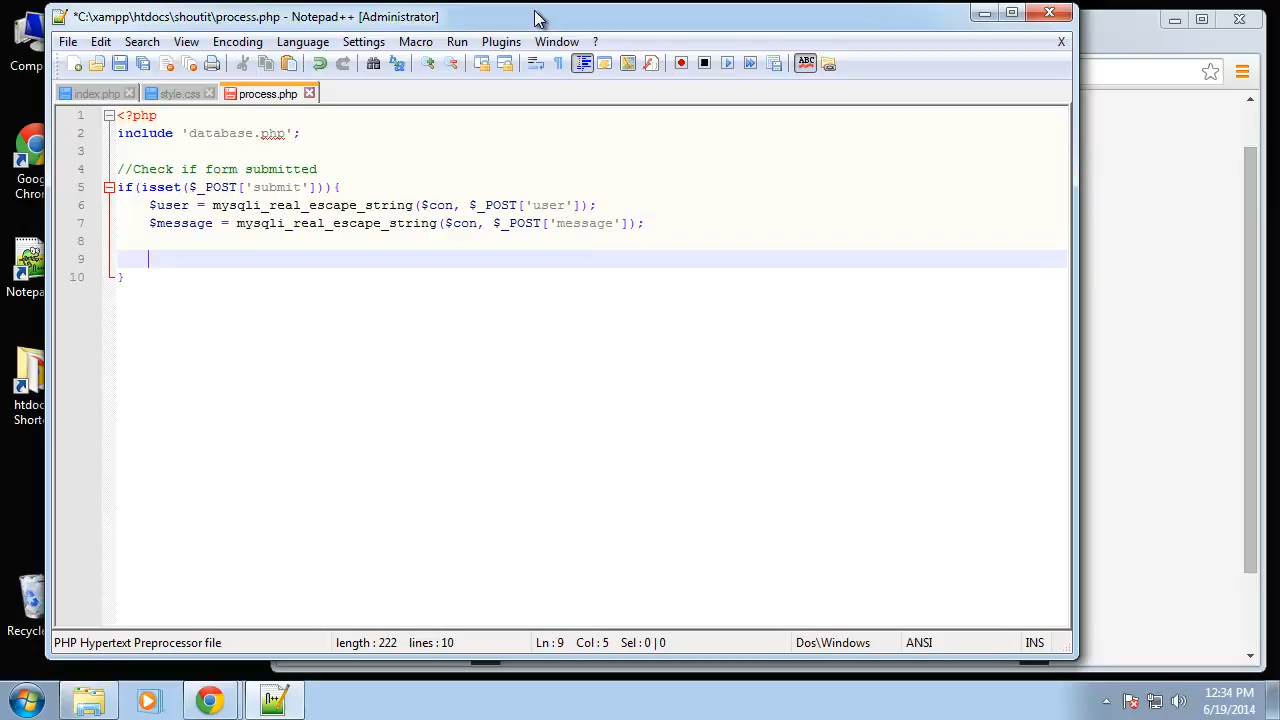 *C:\xampp\htdocs\shoutit\process.php - Notepad++ [Administrator]
File Edit Search View Encoding Language Settings Macro Run Plugins Window ? X
index.php style.css process.php
1 <?php
2 include 'database.php';
3
4 //Check if form submitted
5 if(isset($_POST['submit'])){
6 $user = mysqli_real_escape_string($con, $_POST['user']);
7 $message = mysqli_real_escape_string($con, $_POST['message']);
8
9
10 }
PHP Hypertext Preprocessor file length : 222 lines : 10 Ln : 9 Col : 5 Sel : 0 | 0 Dos\Windows ANSI INS
Comp
Goog
Chron
Notepa
htdoc
Short
Recycl
12:34 PM
6/19/2014